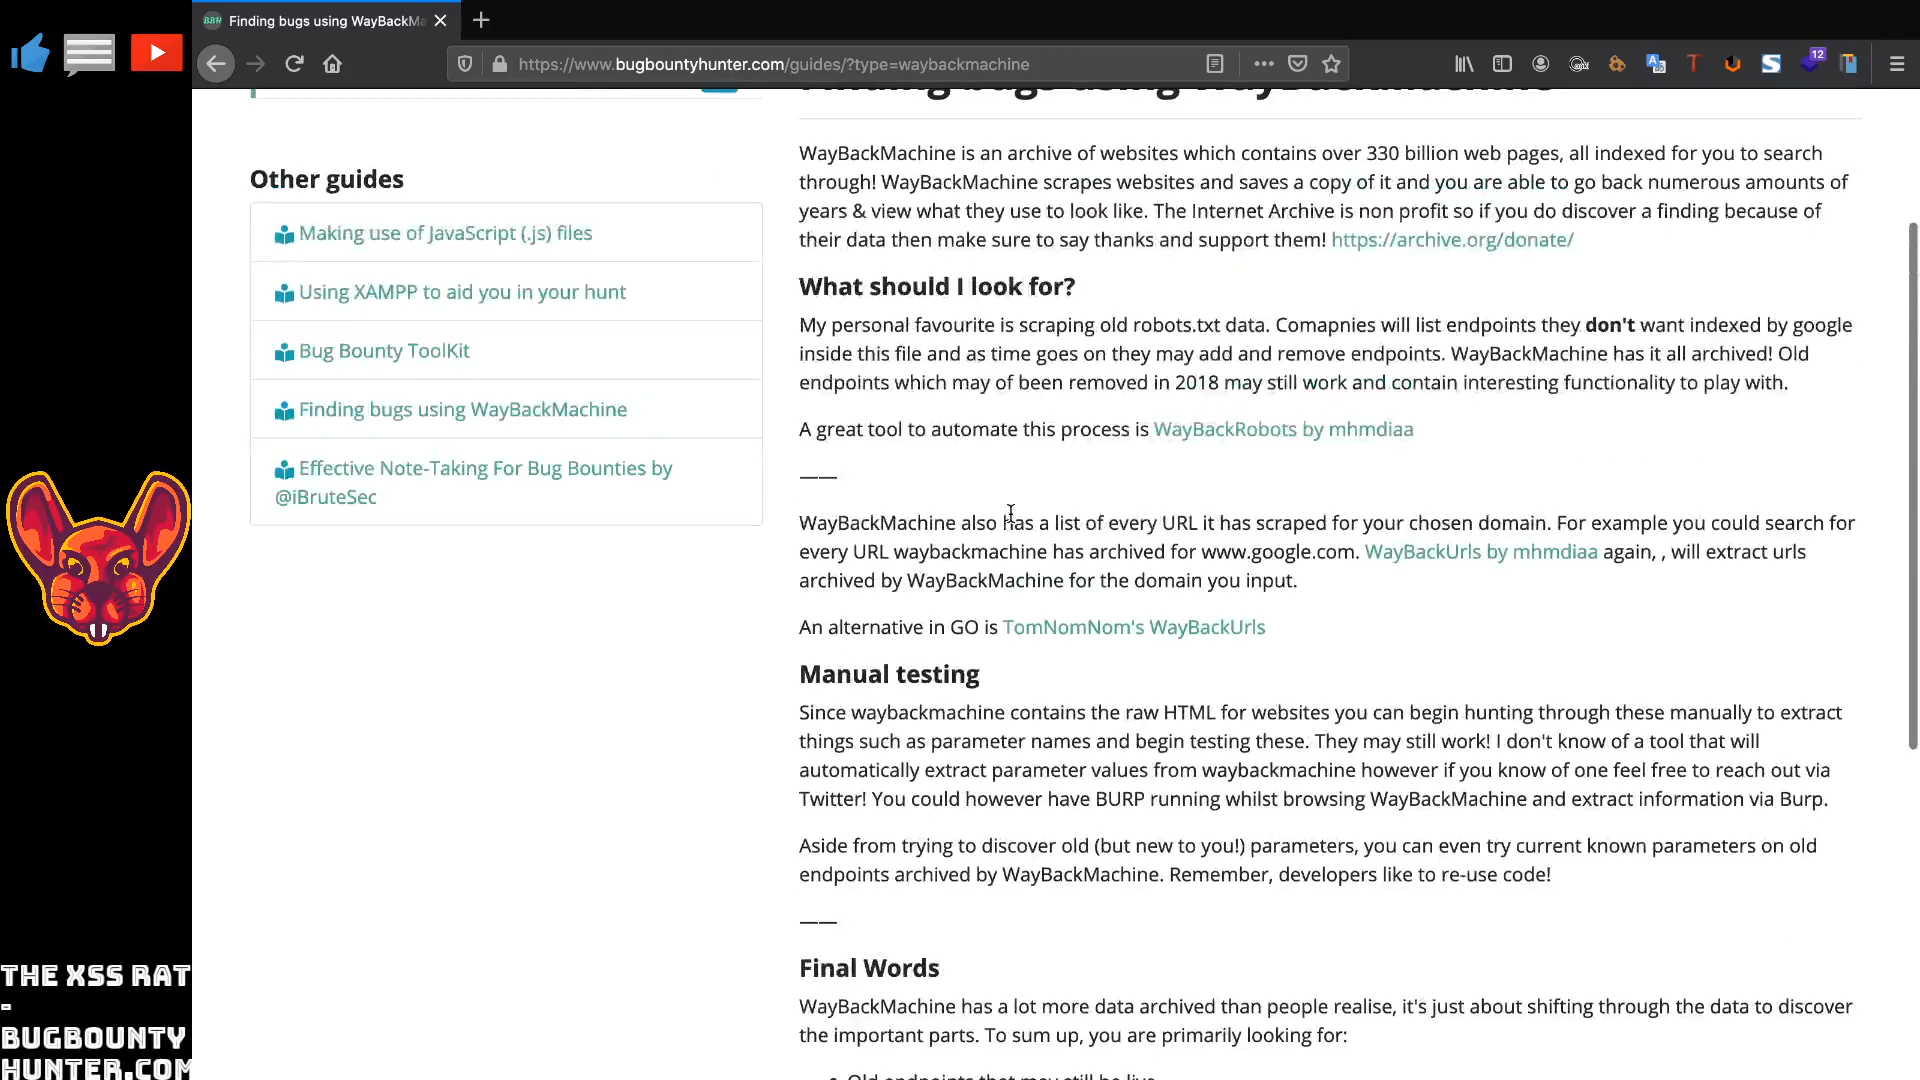 BBH Finding bugs using WayBackMa
https://www.bugbountyhunter.com/guides/?type=waybackmachine
12
Finding bugs using WayBackMachine
Other guides
Making use of JavaScript (.js) files
Using XAMPP to aid you in your hunt
Bug Bounty ToolKit
Finding bugs using WayBackMachine
Effective Note-Taking For Bug Bounties by
@iBruteSec
WayBackMachine is an archive of websites which contains over 330 billion web pages, all indexed for you to search
through! WayBackMachine scrapes websites and saves a copy of it and you are able to go back numerous amounts of
years & view what they use to look like. The Internet Archive is non profit so if you do discover a finding because of
their data then make sure to say thanks and support them! https://archive.org/donate/
What should I look for?
My personal favourite is scraping old robots.txt data. Comapnies will list endpoints they don't want indexed by google
inside this file and as time goes on they may add and remove endpoints. WayBackMachine has it all archived! Old
endpoints which may of been removed in 2018 may still work and contain interesting functionality to play with.
A great tool to automate this process is WayBackRobots by mhmdiaa
——
WayBackMachine also has a list of every URL it has scraped for your chosen domain. For example you could search for
every URL waybackmachine has archived for www.google.com. WayBackUrls by mhmdiaa again, , will extract urls
archived by WayBackMachine for the domain you input.
An alternative in GO is TomNomNom's WayBackUrls
Manual testing
Since waybackmachine contains the raw HTML for websites you can begin hunting through these manually to extract
things such as parameter names and begin testing these. They may still work! I don't know of a tool that will
automatically extract parameter values from waybackmachine however if you know of one feel free to reach out via
Twitter! You could however have BURP running whilst browsing WayBackMachine and extract information via Burp.
Aside from trying to discover old (but new to you!) parameters, you can even try current known parameters on old
endpoints archived by WayBackMachine. Remember, developers like to re-use code!
——
Final Words
WayBackMachine has a lot more data archived than people realise, it's just about shifting through the data to discover
the important parts. To sum up, you are primarily looking for:
• Old endpoints that may still be live
THE XSS RAT
-
BUGBOUNTY
HUNTER.COM